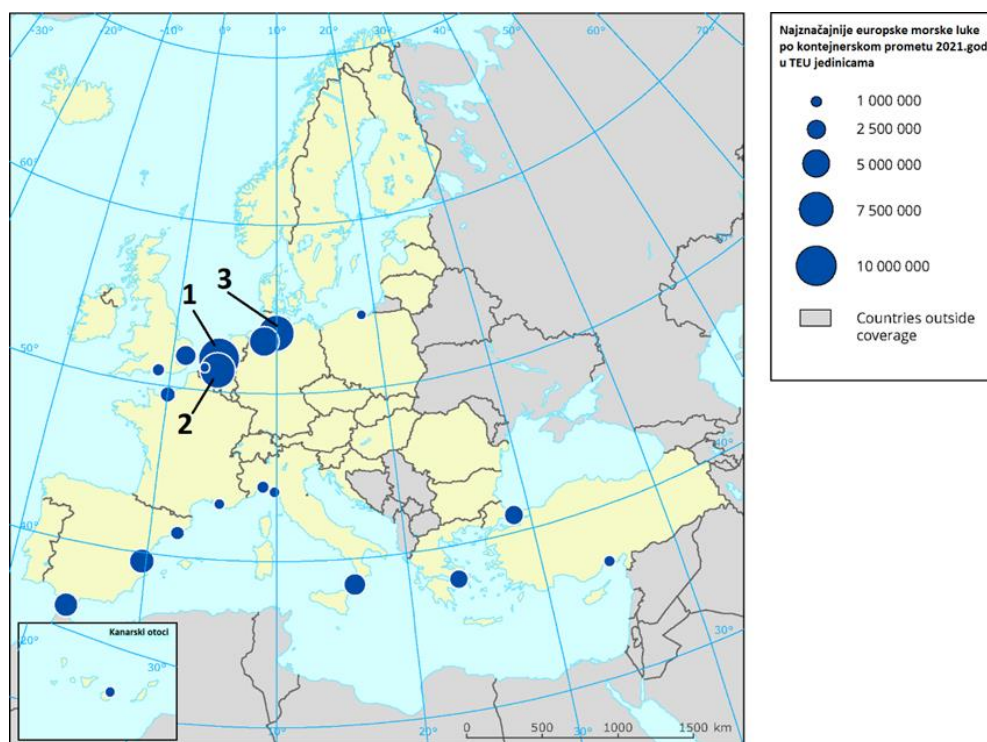 -30°
-20°
-10°
0°
10°
20°
30°
40°
50°
60°
70°
Najznačajnije europske morske luke
po kontejnerskom prometu 2021.god
u TEU jedinicama
1 000 000
2 500 000
5 000 000
7 500 000
10 000 000
Countries outside
coverage
60°
50°
3
1
50°
2
40°
40°
30°
Kanarski otoci
30°
10°
20°
0 500 1000 1500 km